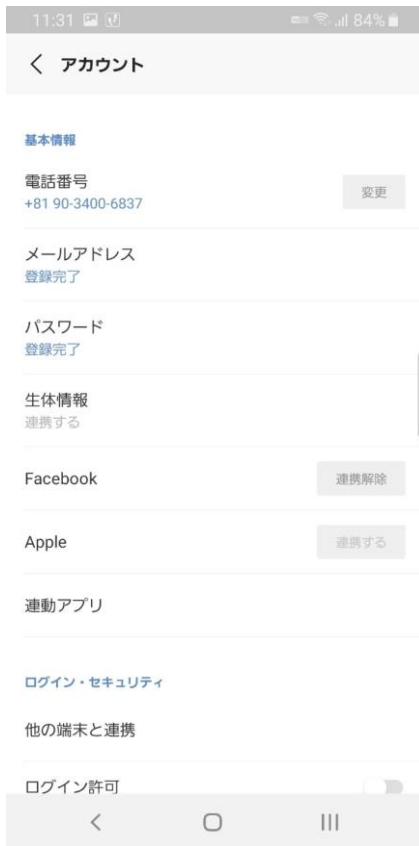 11:31
84%
アカウント
基本情報
電話番号
+81 90-3400-6837
変更
メールアドレス
登録完了
パスワード
登録完了
生体情報
連携する
Facebook
連携解除
Apple
連携する
連動アプリ
ログイン・セキュリティ
他の端末と連携
ログイン許可